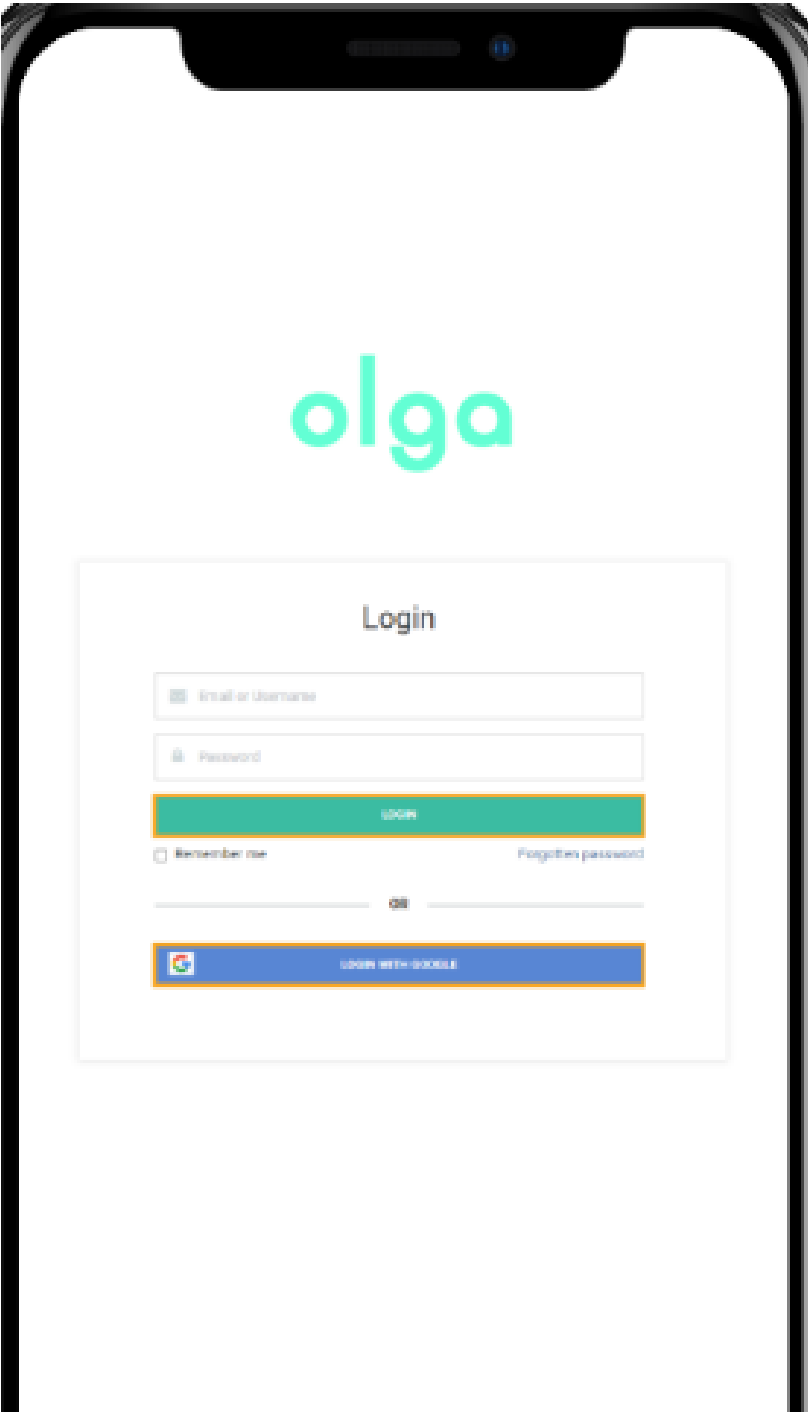 olga
Login
Email or Username
Password
LOGIN
Remember me
Forgotten password
OR
LOGIN WITH GOOGLE